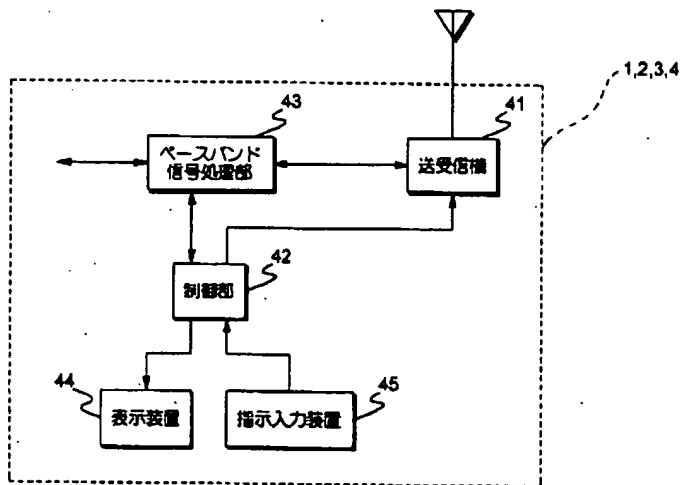 1,2,3,4
43
41
ベースバンド
信号処理部
送受信機
42
制御部
44
表示装置
45
指示入力装置